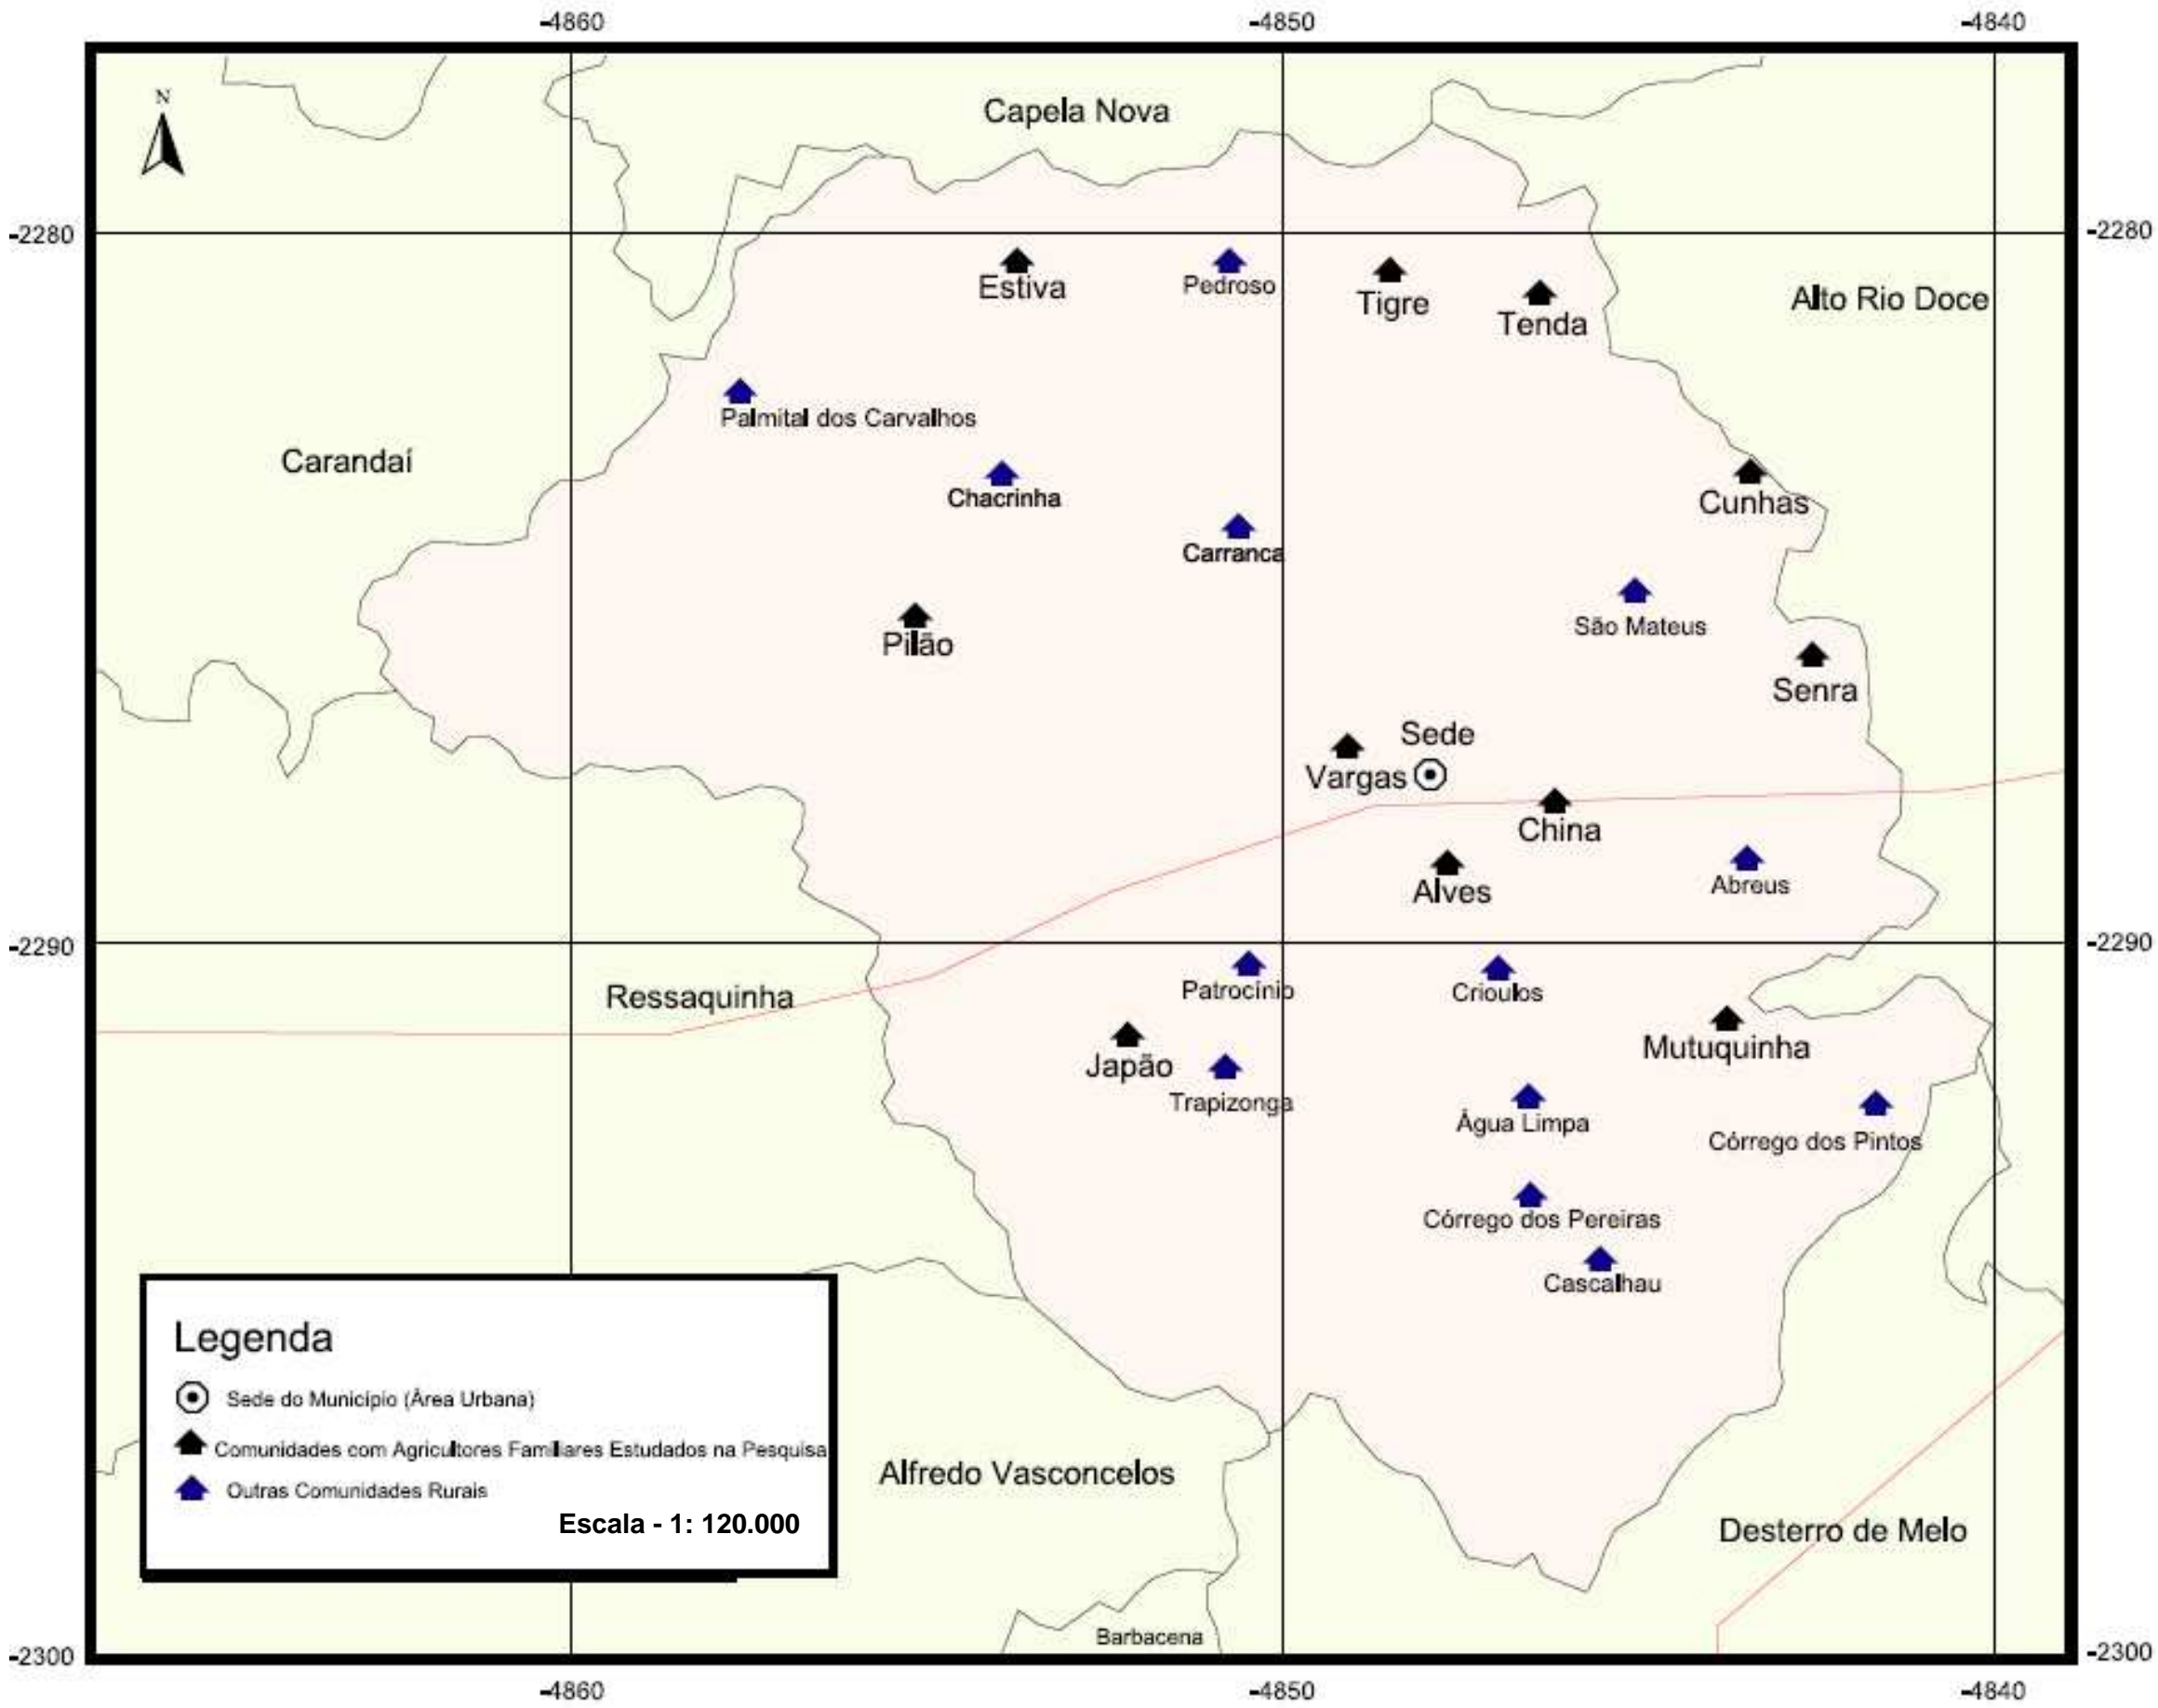 -4860
-4850
-4840
N
Capela Nova
-2280
-2280
Estiva
Pedroso
Tigre
Tenda
Alto Rio Doce
Palmital dos Carvalhos
Carandaí
Chacrinha
Cunhas
Carranca
Pilão
São Mateus
Senra
Sede
Vargas
China
Alves
Abreus
-2290
-2290
Ressaquinha
Patrocínio
Crioulos
Japão
Mutuquinha
Trapizonga
Água Limpa
Córrego dos Pintos
Córrego dos Pereiras
Cascalhau
Legenda
Sede do Município (Área Urbana)
Comunidades com Agricultores Familiares Estudados na Pesquisa
Outras Comunidades Rurais
Escala - 1: 120.000
Alfredo Vasconcelos
Desterro de Melo
Barbacena
-2300
-2300
-4860
-4850
-4840